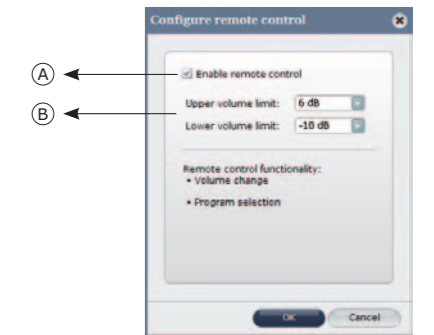 Configure remote control
A
Enable remote control
B
Upper volume limit: 6 dB
Lower volume limit: -10 dB
Remote control functionality:
• Volume change
• Program selection
OK Cancel